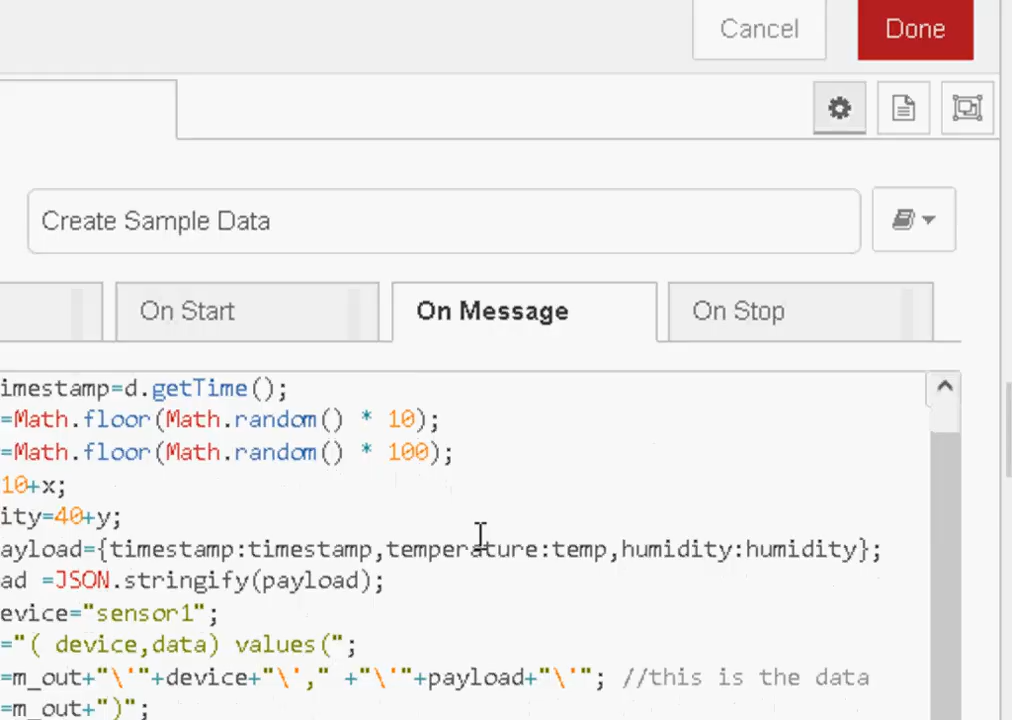 Cancel
Done
Create Sample Data
On Start
On Message
On Stop
imestamp=d.getTime();
=Math.floor(Math.random() * 10);
=Math.floor(Math.random() * 100);
10+x;
ity=40+y;
ayload={timestamp:timestamp,temperature:temp,humidity:humidity};
ad =JSON.stringify(payload);
evice="sensor1";
="( device,data) values(";
=m_out+"\'"+device+"\'," +"\'"+payload+"\'"; //this is the data
=m_out+")";